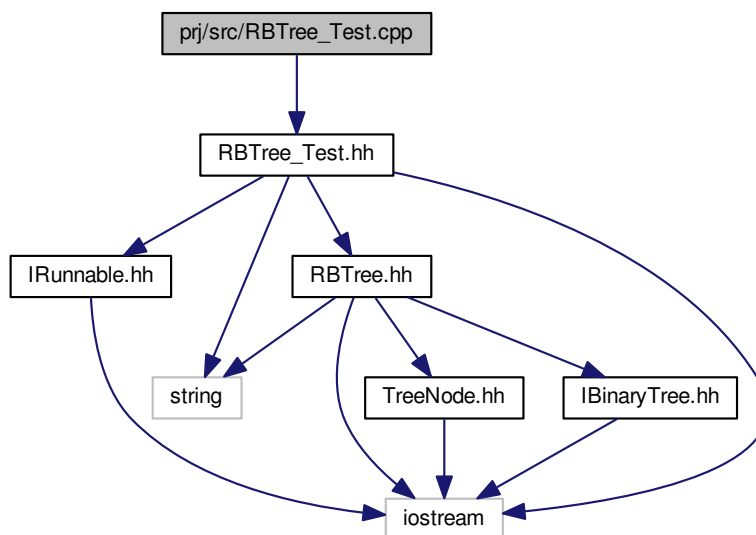 prj/src/RBTree_Test.cpp
RBTree_Test.hh
IRunnable.hh
RBTree.hh
string
TreeNode.hh
IBinaryTree.hh
iostream